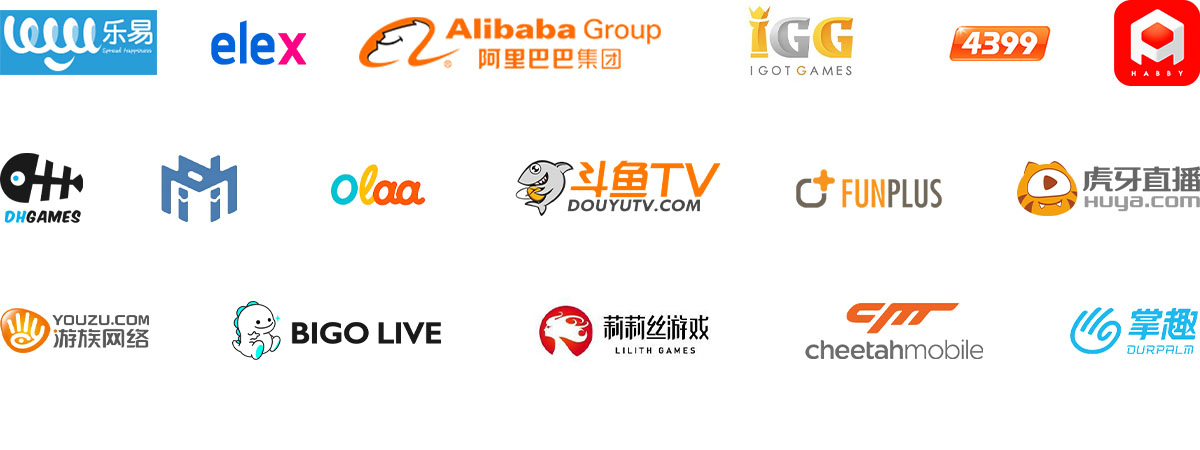 leyi 乐易
Spread happiness
elex
Alibaba Group
阿里巴巴集团
IGG
I GOT GAMES
4399
HABBY
DHGAMES
olaa
斗鱼TV
DOUYUTV.COM
FUNPLUS
虎牙直播
HUYA.com
YOUZU.COM
游族网络
BIGO LIVE
莉莉丝游戏
LILITH GAMES
cheetahmobile
掌趣
OURPALM